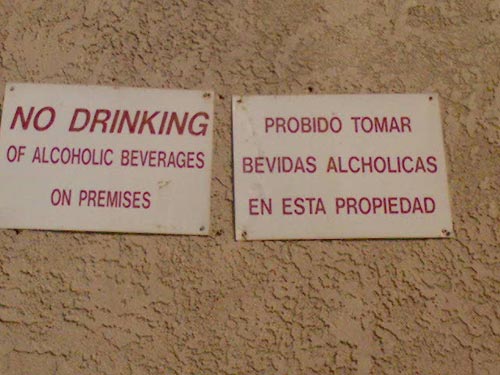 NO DRINKING
OF ALCOHOLIC BEVERAGES
ON PREMISES
PROBIDO TOMAR
BEVIDAS ALCHOLICAS
EN ESTA PROPIEDAD